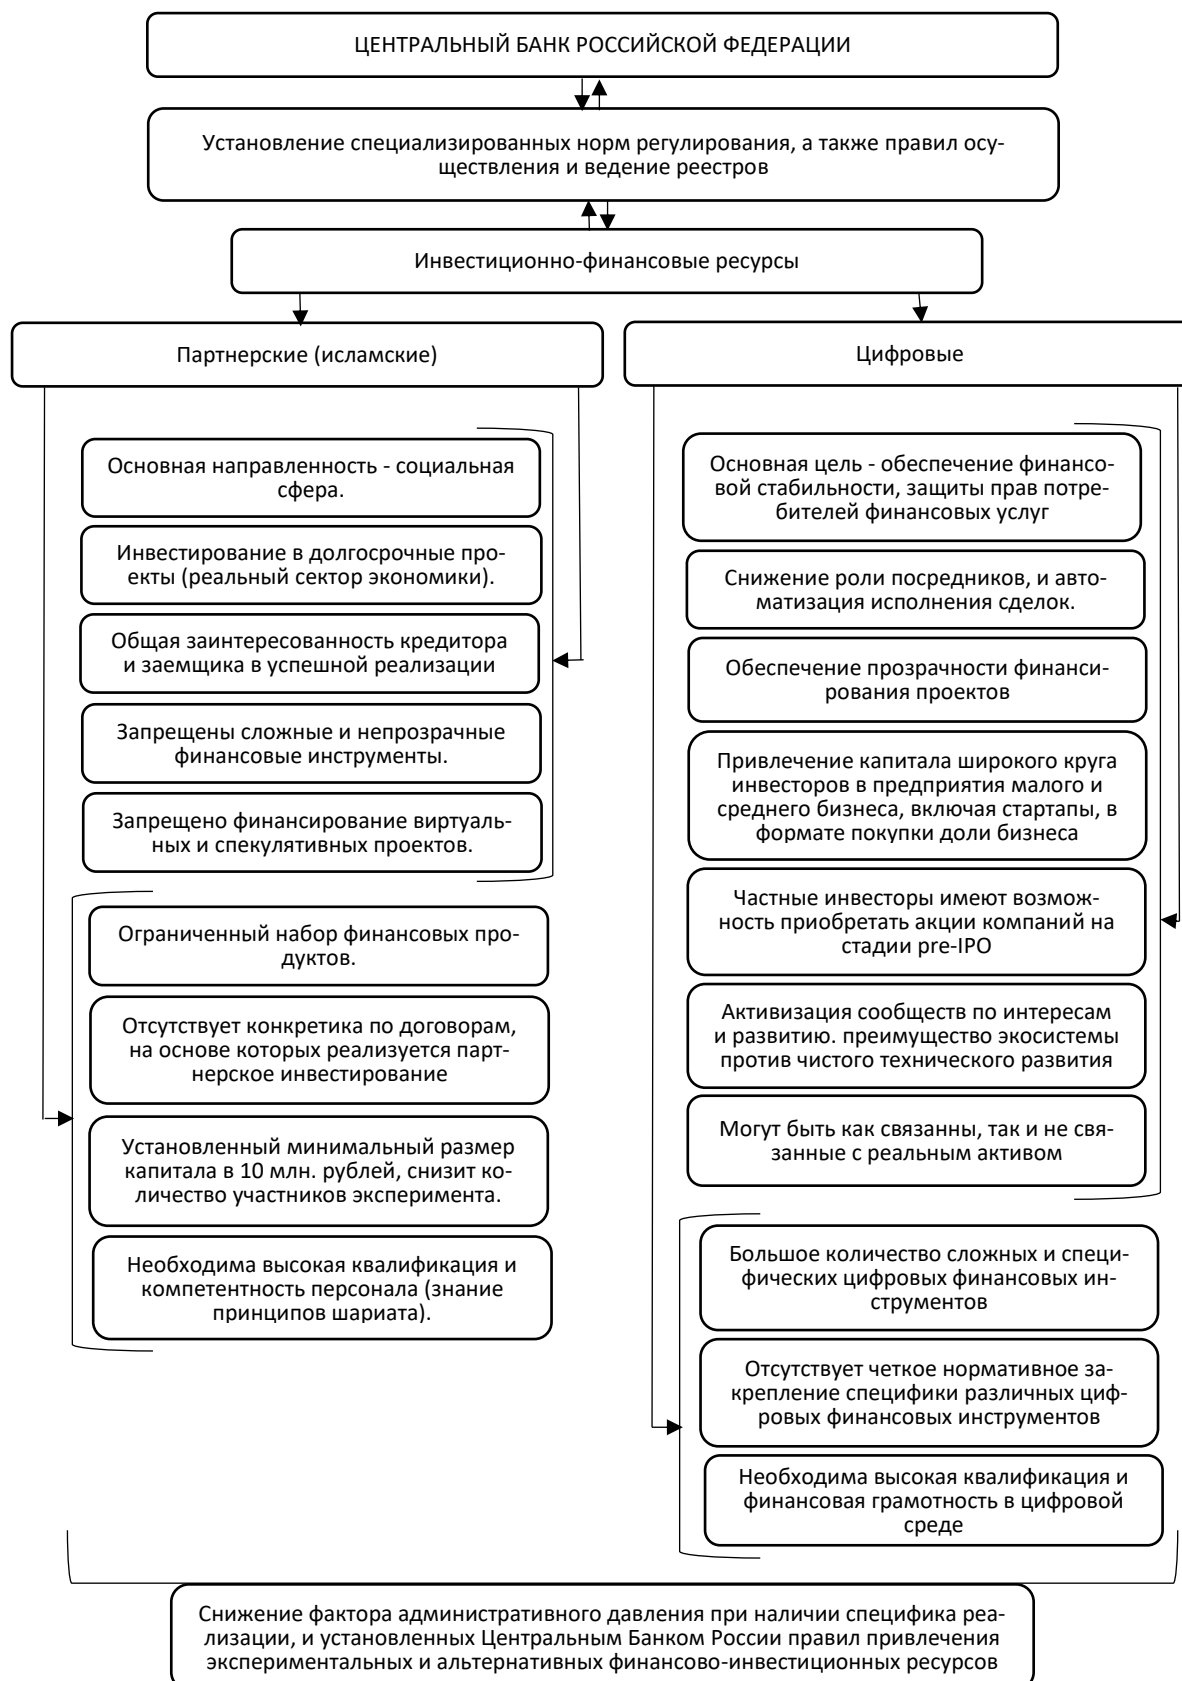 ЦЕНТРАЛЬНЫЙ БАНК РОССИЙСКОЙ ФЕДЕРАЦИИ
Установление специализированных норм регулирования, а также правил осу-
ществления и ведение реестров
Инвестиционно-финансовые ресурсы
Партнерские (исламские)
Основная направленность - социальная
сфера.
Инвестирование в долгосрочные про-
екты (реальный сектор экономики).
Общая заинтересованность кредитора
и заемщика в успешной реализации
Запрещены сложные и непрозрачные
финансовые инструменты.
Запрещено финансирование виртуаль-
ных и спекулятивных проектов.
Ограниченный набор финансовых про-
дуктов.
Отсутствует конкретика по договорам,
на основе которых реализуется парт-
нерское инвестирование
Установленный минимальный размер
капитала в 10 млн. рублей, снизит ко-
личество участников эксперимента.
Необходима высокая квалификация и
компетентность персонала (знание
принципов шариата).
Цифровые
Основная цель - обеспечение финансо-
вой стабильности, защиты прав потре-
бителей финансовых услуг
Снижение роли посредников, и авто-
матизация исполнения сделок.
Обеспечение прозрачности финанси-
рования проектов
Привлечение капитала широкого круга
инвесторов в предприятия малого и
среднего бизнеса, включая стартапы, в
формате покупки доли бизнеса
Частные инвесторы имеют возмож-
ность приобретать акции компаний на
стадии pre-IPO
Активизация сообществ по интересам
и развитию. преимущество экосистемы
против чистого технического развития
Могут быть как связанны, так и не свя-
занные с реальным активом
Большое количество сложных и специ-
фических цифровых финансовых ин-
струментов
Отсутствует четкое нормативное за-
крепление специфики различных циф-
ровых финансовых инструментов
Необходима высокая квалификация и
финансовая грамотность в цифровой
среде
Снижение фактора административного давления при наличии специфика реа-
лизации, и установленных Центральным Банком России правил привлечения
экспериментальных и альтернативных финансово-инвестиционных ресурсов